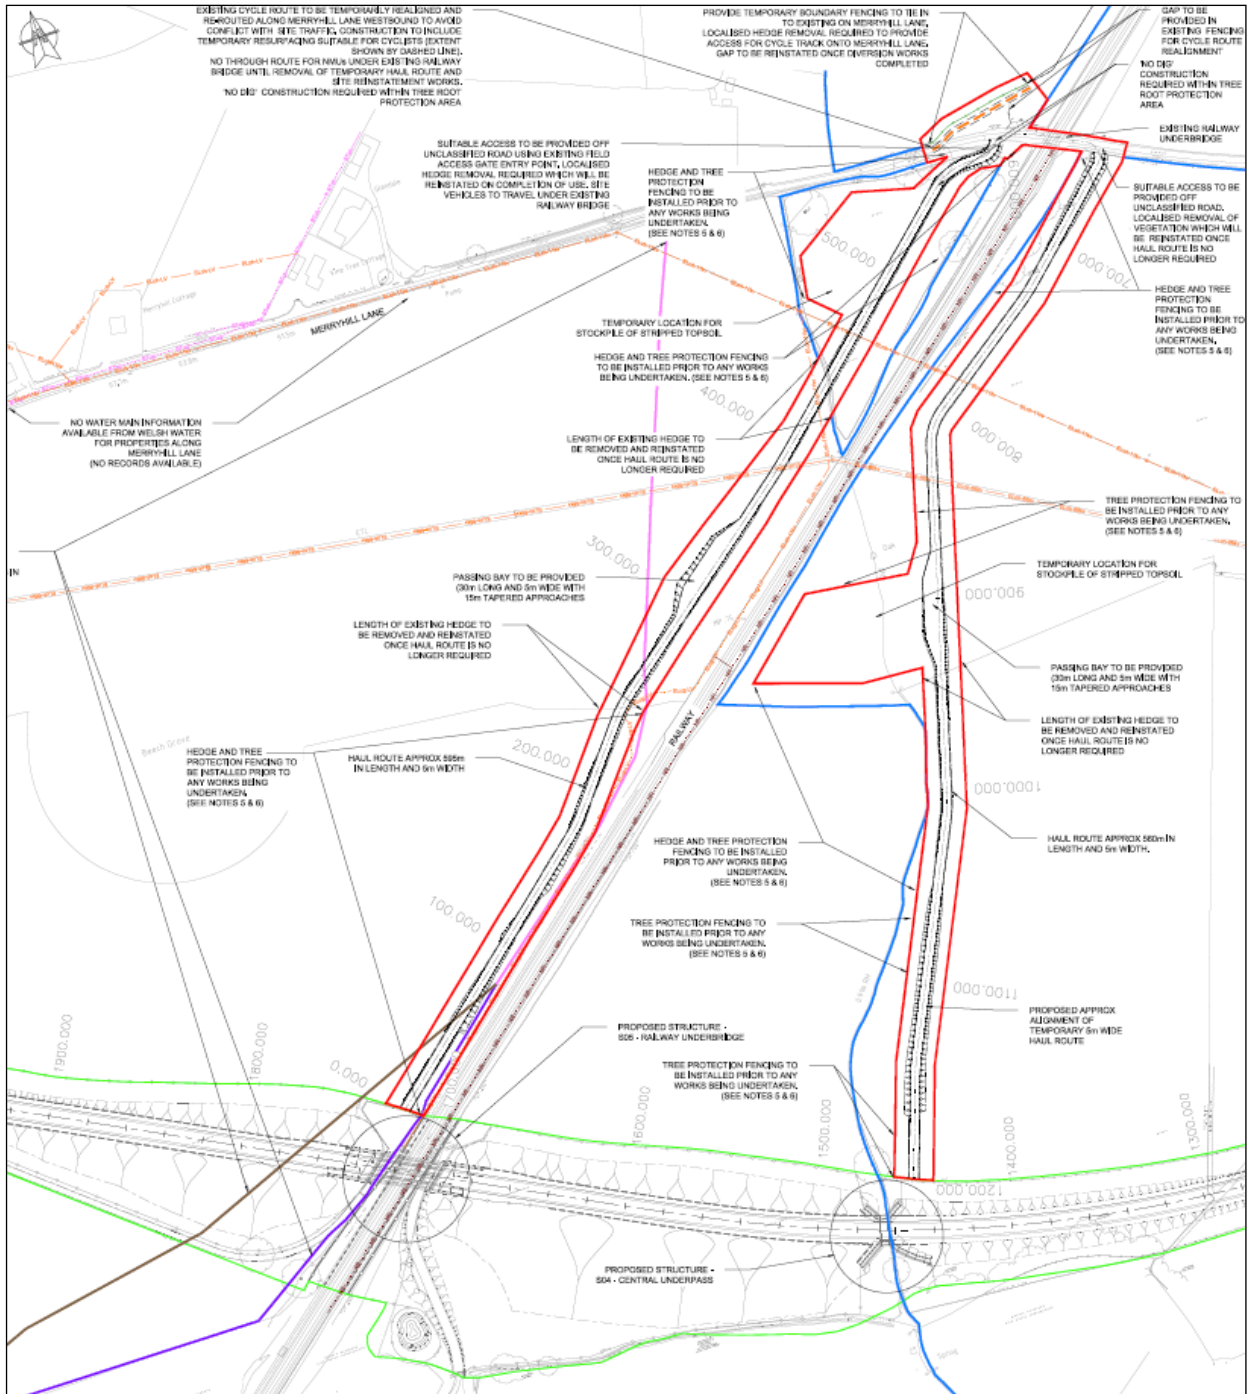 EXISTING CYCLE ROUTE TO BE TEMPORARILY REALIGNED AND
RE-ROUTED ALONG MERRYHILL LANE WESTBOUND TO AVOID
CONFLICT WITH SITE TRAFFIC, CONSTRUCTION TO INCLUDE
TEMPORARY RESURFACING SUITABLE FOR CYCLISTS (EXTENT
SHOWN BY DASHED LINE).
NO THROUGH ROUTE FOR NMUs UNDER EXISTING RAILWAY
BRIDGE UNTIL REMOVAL OF TEMPORARY HAUL ROUTE AND
SITE REINSTATEMENT WORKS.
'NO DIG' CONSTRUCTION REQUIRED WITHIN TREE ROOT
PROTECTION AREA
PROVIDE TEMPORARY BOUNDARY FENCING TO TIE IN
TO EXISTING ON MERRYHILL LANE,
LOCALISED HEDGE REMOVAL REQUIRED TO PROVIDE
ACCESS FOR CYCLE TRACK ONTO MERRYHILL LANE,
GAP TO BE REINSTATED ONCE DIVERSION WORKS
COMPLETED
GAP TO BE
PROVIDED IN
EXISTING FENCING
FOR CYCLE ROUTE
REALIGNMENT
'NO DIG'
CONSTRUCTION
REQUIRED WITHIN TREE
ROOT PROTECTION
AREA
EXISTING RAILWAY
UNDERBRIDGE
SUITABLE ACCESS TO BE PROVIDED OFF
UNCLASSIFIED ROAD USING EXISTING FIELD
ACCESS GATE ENTRY POINT, LOCALISED
HEDGE REMOVAL REQUIRED WHICH WILL BE
REINSTATED ON COMPLETION OF USE. SITE
VEHICLES TO TRAVEL UNDER EXISTING
RAILWAY BRIDGE
HEDGE AND TREE
PROTECTION
FENCING TO BE
INSTALLED PRIOR TO
ANY WORKS BEING
UNDERTAKEN.
(SEE NOTES 5 & 6)
SUITABLE ACCESS TO BE
PROVIDED OFF
UNCLASSIFIED ROAD.
LOCALISED REMOVAL OF
VEGETATION WHICH WILL
BE REINSTATED ONCE
HAUL ROUTE IS NO
LONGER REQUIRED
600.000
500.000
700.000
Merryhill Cottage
MERRYHILL LANE
Pump
HEDGE AND TREE
PROTECTION
FENCING TO BE
INSTALLED PRIOR TO
ANY WORKS BEING
UNDERTAKEN.
(SEE NOTES 5 & 6)
TEMPORARY LOCATION FOR
STOCKPILE OF STRIPPED TOPSOIL
HEDGE AND TREE PROTECTION FENCING
TO BE INSTALLED PRIOR TO ANY WORKS
BEING UNDERTAKEN. (SEE NOTES 5 & 6)
400.000
NO WATER MAIN INFORMATION
AVAILABLE FROM WELSH WATER
FOR PROPERTIES ALONG
MERRYHILL LANE
(NO RECORDS AVAILABLE)
LENGTH OF EXISTING HEDGE TO
BE REMOVED AND REINSTATED
ONCE HAUL ROUTE IS NO
LONGER REQUIRED
800.000
TREE PROTECTION FENCING TO
BE INSTALLED PRIOR TO ANY
WORKS BEING UNDERTAKEN,
(SEE NOTES 5 & 6)
ETL
300.000
IN
PASSING BAY TO BE PROVIDED
(30m LONG AND 5m WIDE WITH
15m TAPERED APPROACHES
TEMPORARY LOCATION FOR
STOCKPILE OF STRIPPED TOPSOIL
900.000
LENGTH OF EXISTING HEDGE TO
BE REMOVED AND REINSTATED
ONCE HAUL ROUTE IS NO
LONGER REQUIRED
PASSING BAY TO BE PROVIDED
(30m LONG AND 5m WIDE WITH
15m TAPERED APPROACHES
LENGTH OF EXISTING HEDGE TO
BE REMOVED AND REINSTATED
ONCE HAUL ROUTE IS NO
LONGER REQUIRED
RAILWAY
Beech Grove
200.000
HEDGE AND TREE
PROTECTION FENCING TO
BE INSTALLED PRIOR TO
ANY WORKS BEING
UNDERTAKEN,
(SEE NOTES 5 & 6)
HAUL ROUTE APPROX 595m
IN LENGTH AND 5m WIDTH
1000.000
HEDGE AND TREE PROTECTION
FENCING TO BE INSTALLED
PRIOR TO ANY WORKS BEING
UNDERTAKEN.
(SEE NOTES 5 & 6)
HAUL ROUTE APPROX 560m IN
LENGTH AND 5m WIDTH.
100.000
TREE PROTECTION FENCING TO
BE INSTALLED PRIOR TO ANY
WORKS BEING UNDERTAKEN.
(SEE NOTES 5 & 6)
1100.000
PROPOSED APPROX
ALIGNMENT OF
TEMPORARY 5m WIDE
HAUL ROUTE
PROPOSED STRUCTURE -
S05 - RAILWAY UNDERBRIDGE
TREE PROTECTION FENCING TO
BE INSTALLED PRIOR TO ANY
WORKS BEING UNDERTAKEN.
(SEE NOTES 5 & 6)
1900.000
1800.000
0.000
1600.000
1500.000
1400.000
1300.000
1200.000
PROPOSED STRUCTURE -
S04 - CENTRAL UNDERPASS